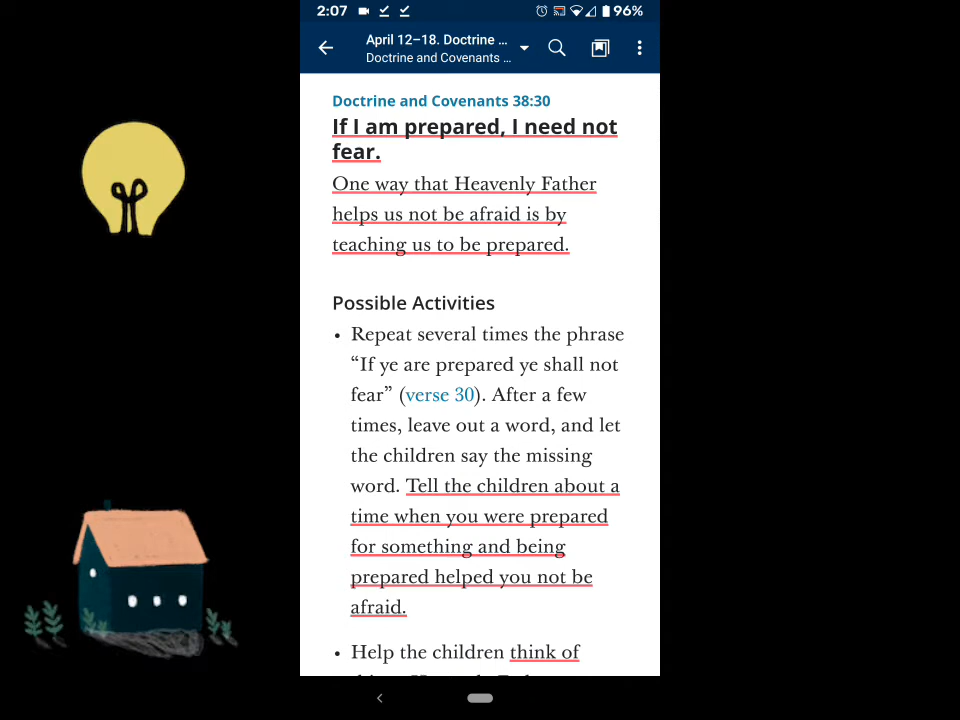 2:07
96%
April 12–18. Doctrine ...
Doctrine and Covenants ...
Doctrine and Covenants 38:30
If I am prepared, I need not
fear.
One way that Heavenly Father
helps us not be afraid is by
teaching us to be prepared.
Possible Activities
• Repeat several times the phrase
“If ye are prepared ye shall not
fear” (verse 30). After a few
times, leave out a word, and let
the children say the missing
word. Tell the children about a
time when you were prepared
for something and being
prepared helped you not be
afraid.
• Help the children think of